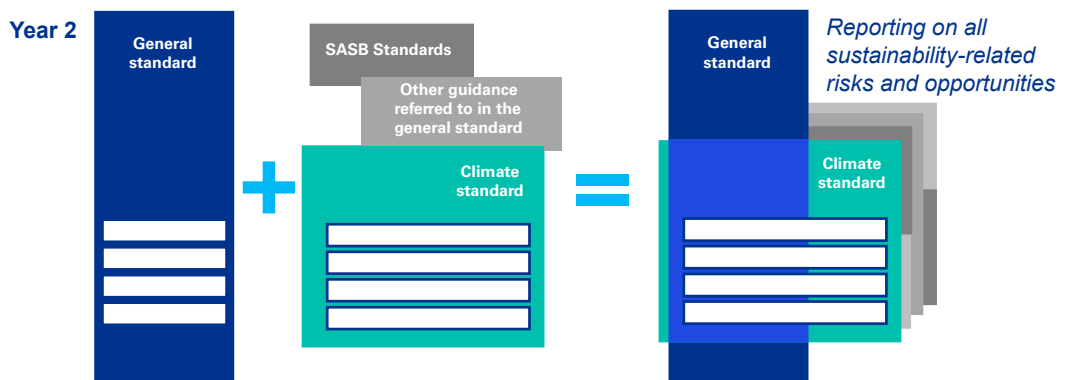 Year 2
General
standard
SASB Standards
Other guidance
referred to in the
general standard
Climate
standard
General
standard
Climate
standard
Reporting on all
sustainability-related
risks and opportunities